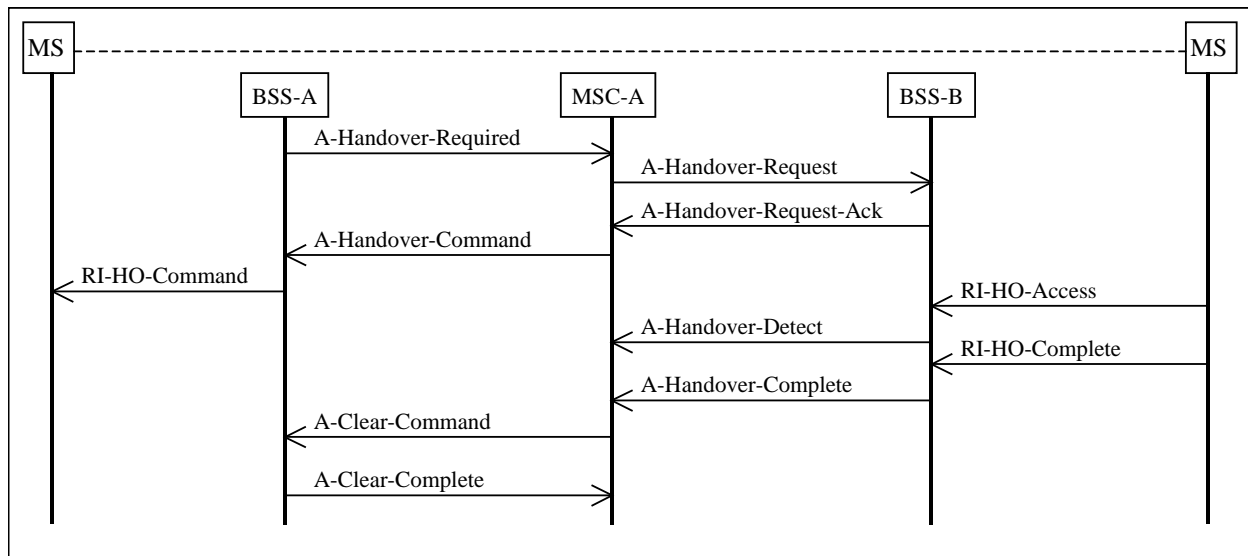 MS
MS
BSS-A
MSC-A
BSS-B
A-Handover-Required
A-Handover-Request
A-Handover-Request-Ack
A-Handover-Command
RI-HO-Command
RI-HO-Access
A-Handover-Detect
RI-HO-Complete
A-Handover-Complete
A-Clear-Command
A-Clear-Complete